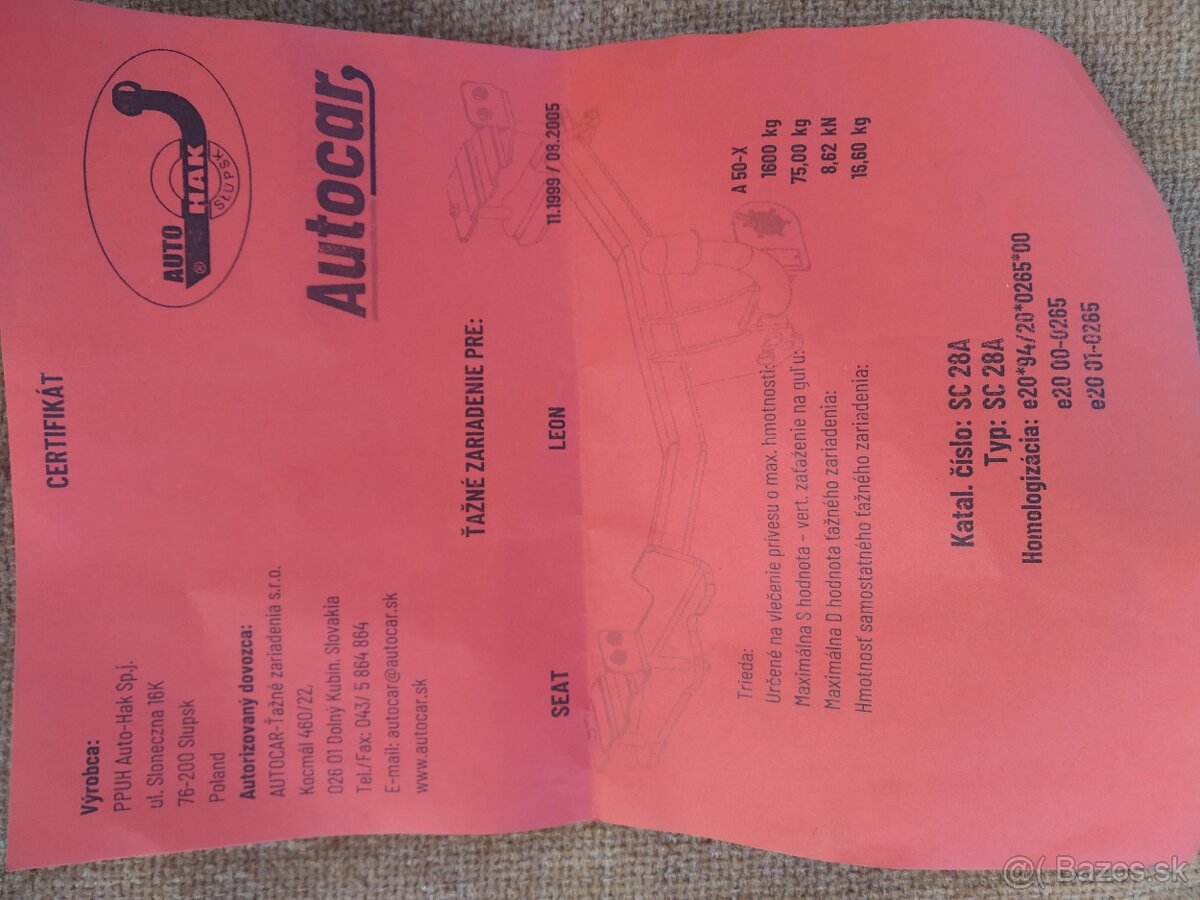 CERTIFIKÁT
Výrobca:
PPUH Auto-Hak Sp.j.
ul. Sloneczna 16K
76-200 Slupsk
Poland
AUTO
HAK
SŁUPSK
®
Autorizovaný dovozca:
AUTOCAR-Ťažné zariadenia s.r.o.
Kocmál 460/22,
026 01 Dolný Kubín, Slovakia
Tel./Fax: 043/ 5 864 864
E-mail: autocar@autocar.sk
www.autocar.sk
Autocar
ŤAŽNÉ ZARIADENIE PRE:
SEAT LEON 11.1999 / 08.2005
Trieda: A 50-X
Určené na vlečenie prívesu o max. hmotnosti: 1600 kg
Maximálna S hodnota - vert. zaťaženie na guľu: 75,00 kg
Maximálna D hodnota ťažného zariadenia: 8,62 kN
Hmotnosť samostatného ťažného zariadenia: 16,60 kg
Katal. číslo: SC 28A
Typ: SC 28A
Homologizácia: e20*94/20*0265*00
e20 00-0265
e20 01-0265
@( Bazos.sk